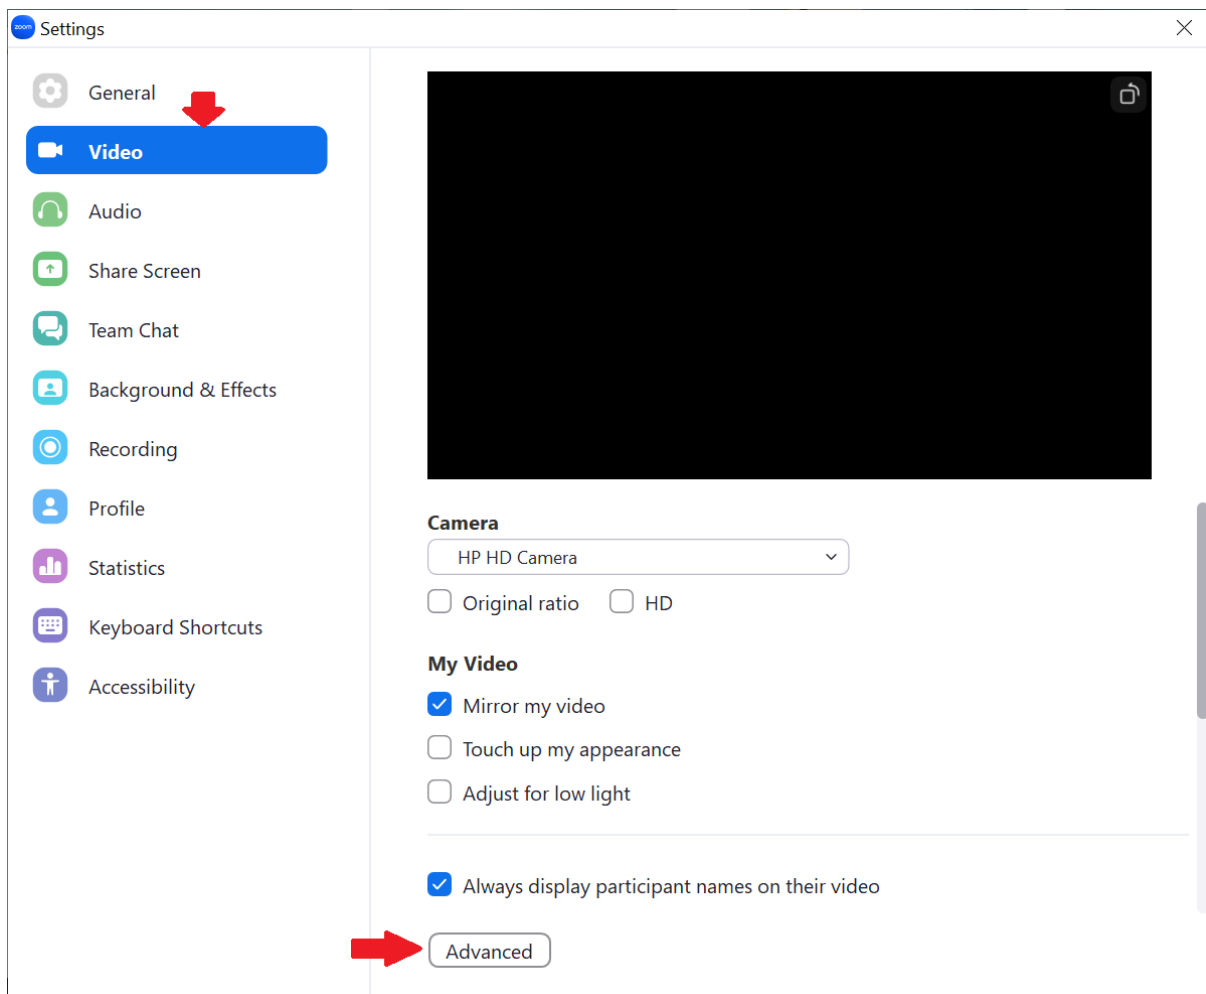 zoom Settings
General
Video
Audio
Share Screen
Team Chat
Background & Effects
Recording
Profile
Statistics
Keyboard Shortcuts
Accessibility
Camera
HP HD Camera
Original ratio HD
My Video
Mirror my video
Touch up my appearance
Adjust for low light
Always display participant names on their video
Advanced